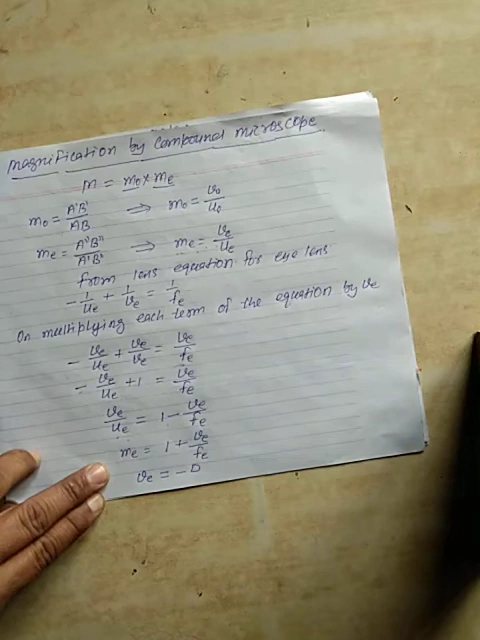 Magnification by compound microscope
M = mo × me
mo = A'B'/AB ⇒ mo = vo/uo
me = A"B"/A'B' ⇒ me = ve/ue
from lens equation for eye lens
- 1/ue + 1/ve = 1/fe
On multiplying each term of the equation by ve
- ve/ue + ve/ve = ve/fe
- ve/ue + 1 = ve/fe
ve/ue = 1 - ve/fe
me = 1 + ve/fe
ve = - D